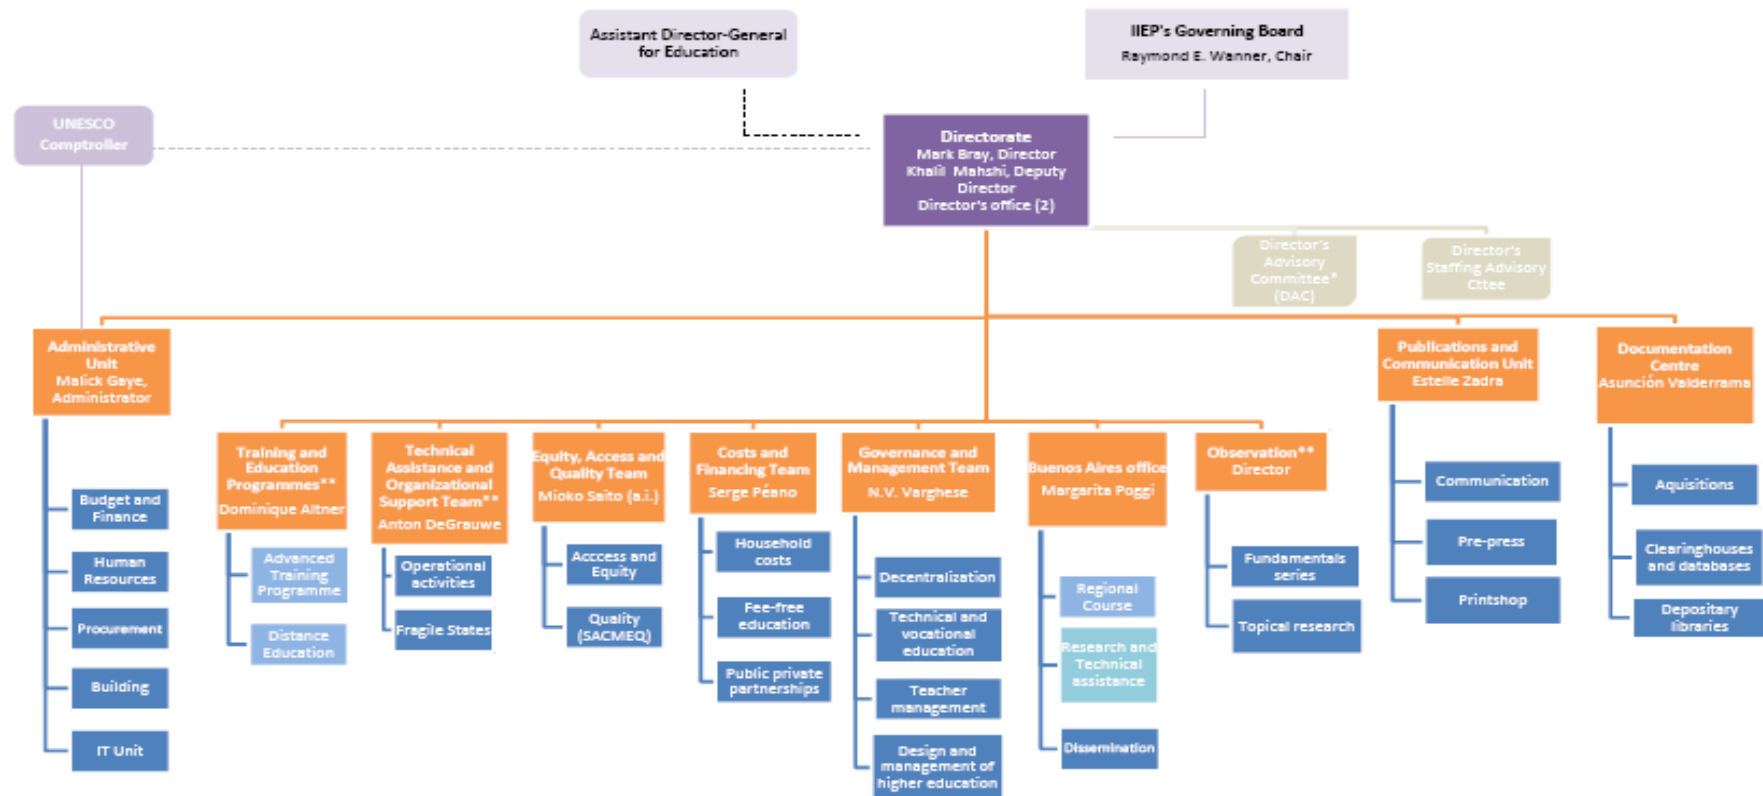 Assistant Director-General
for Education
IIEP's Governing Board
Raymond E. Wanner, Chair
UNESCO
Comptroller
Directorate
Mark Bray, Director
Khalil Mahshi, Deputy
Director
Director's office (2)
Director's
Advisory
Committee*
(DAC)
Director's
Staffing Advisory
Cttee
Administrative
Unit
Malick Gaye,
Administrator
Budget and
Finance
Human
Resources
Procurement
Building
IT Unit
Training and
Education
Programmes**
Dominique Altner
Advanced
Training
Programme
Distance
Education
Technical
Assistance and
Organizational
Support Team**
Anton DeGrauwe
Operational
activities
Fragile States
Equity, Access and
Quality Team
Mioko Saito (a.i.)
Acccess and
Equity
Quality
(SACMEQ)
Costs and
Financing Team
Serge Péano
Household
costs
Fee-free
education
Public private
partnerships
Governance and
Management Team
N.V. Varghese
Decentralization
Technical and
vocational
education
Teacher
management
Design and
management of
higher education
Buenos Aires office
Margarita Poggi
Regional
Course
Research and
Technical
assistance
Dissemination
Observation**
Director
Fundamentals
series
Topical research
Publications and
Communication Unit
Estelle Zadra
Communication
Pre-press
Printshop
Documentation
Centre
Asunción Valderrama
Aquisitions
Clearinghouses
and databases
Depositary
libraries